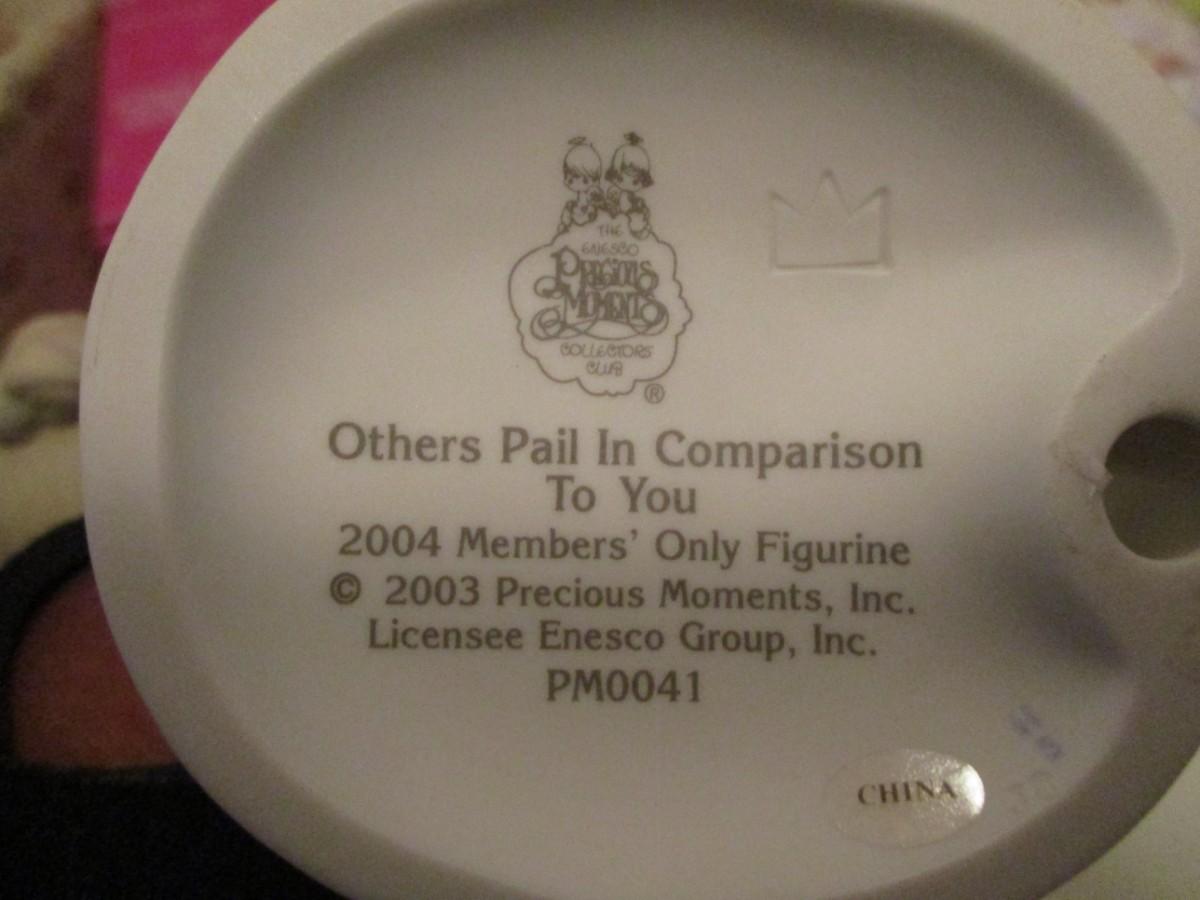 THE
ENESCO
PRECIOUS
MOMENTS
COLLECTORS
CLUB
®
Others Pail In Comparison
To You
2004 Members' Only Figurine
© 2003 Precious Moments, Inc.
Licensee Enesco Group, Inc.
PM0041
CHINA